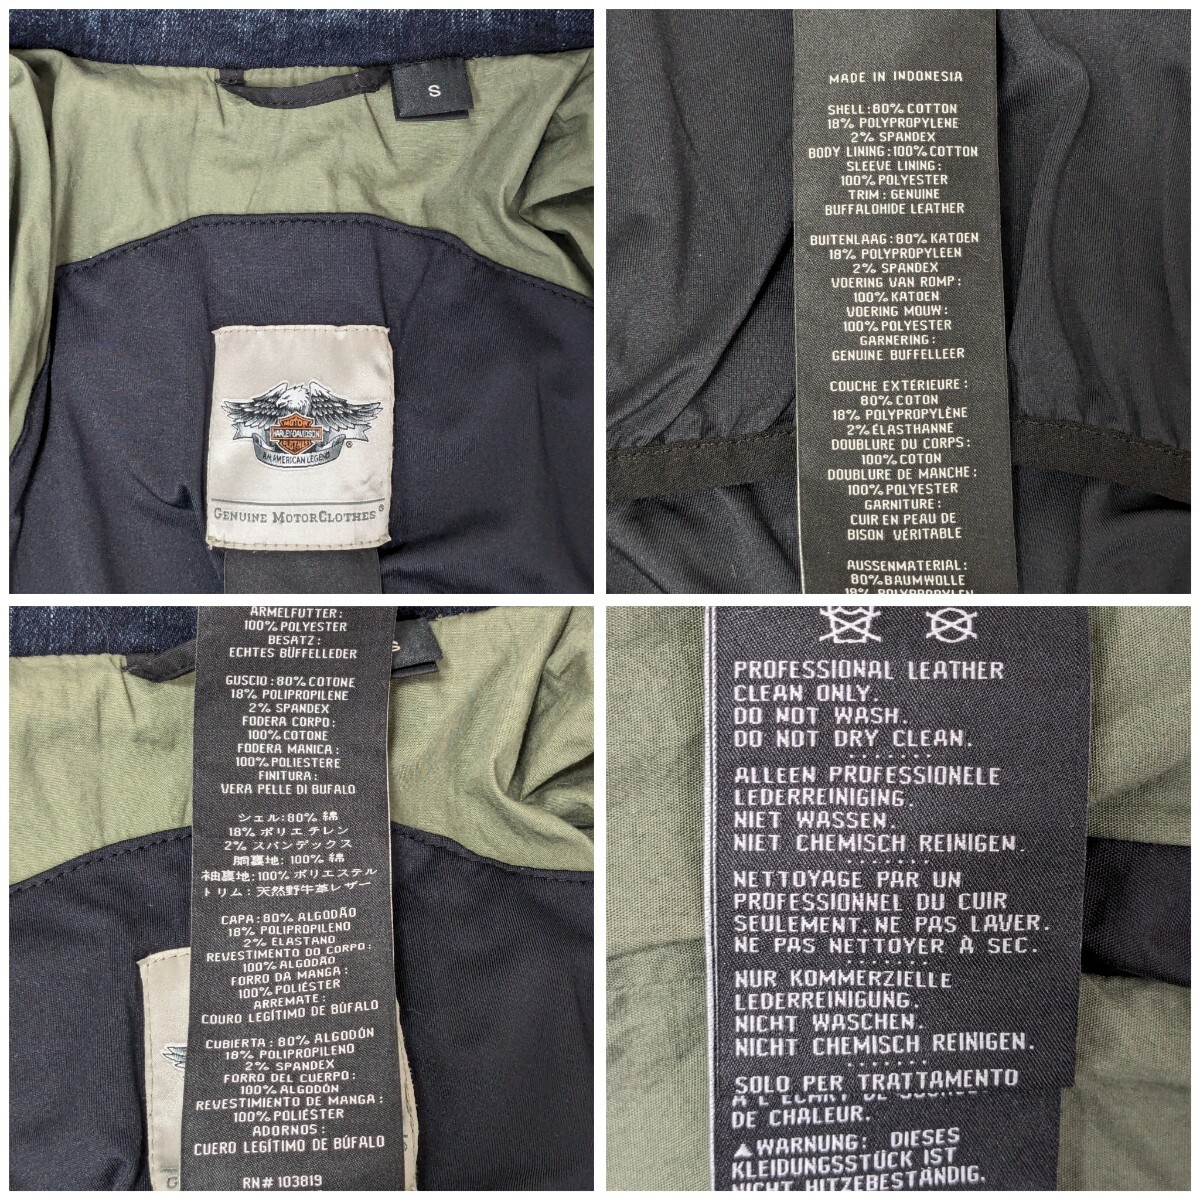 S
MOTOR
HARLEY-DAVIDSON
CLOTHES
AN AMERICAN LEGEND
®
GENUINE MOTORCLOTHES®
MADE IN INDONESIA
SHELL:80% COTTON
18% POLYPROPYLENE
2% SPANDEX
BODY LINING:100% COTTON
SLEEVE LINING:
100% POLYESTER
TRIM: GENUINE
BUFFALOHIDE LEATHER
BUITENLAAG:80% KATOEN
18% POLYPROPYLEEN
2% SPANDEX
VOERING VAN ROMP:
100% KATOEN
VOERING MOUW:
100% POLYESTER
GARNERING:
GENUINE BUFFELLEER
COUCHE EXTÉRIEURE:
80% COTON
18% POLYPROPYLÈNE
2% ÉLASTHANNE
DOUBLURE DU CORPS:
100% COTON
DOUBLURE DE MANCHE:
100% POLYESTER
GARNITURE:
CUIR EN PEAU DE
BISON VÉRITABLE
AUSSENMATERIAL:
80% BAUMWOLLE
18% POLYPROPYLEN
ÄRMELFUTTER:
100% POLYESTER
BESATZ:
ECHTES BÜFFELLEDER
S
GUSCIO:80% COTONE
18% POLIPROPILENE
2% SPANDEX
FODERA CORPO:
100% COTONE
FODERA MANICA:
100% POLIESTERE
FINITURA:
VERA PELLE DI BUFALO
シェル:80% 綿
18% ポリエテレン
2% スパンデックス
胴裏地: 100% 綿
袖裏地:100% ポリエステル
トリム: 天然野牛革レザー
CAPA:80% ALGODÃO
18% POLIPROPILENO
2% ELASTANO
REVESTIMENTO DO CORPO:
100% ALGODÃO
FORRO DA MANGA:
100% POLIÉSTER
ARREMATE:
COURO LEGÍTIMO DE BÚFALO
CUBIERTA: 80% ALGODÓN
18% POLIPROPILENO
2% SPANDEX
FORRO DEL CUERPO:
100% ALGODÓN
REVESTIMIENTO DE MANGA:
100% POLIÉSTER
ADORNOS:
CUERO LEGÍTIMO DE BÚFALO
RN# 103819
PROFESSIONAL LEATHER
CLEAN ONLY.
DO NOT WASH.
DO NOT DRY CLEAN.
ALLEEN PROFESSIONELE
LEDERREINIGING.
NIET WASSEN.
NIET CHEMISCH REINIGEN.
NETTOYAGE PAR UN
PROFESSIONNEL DU CUIR
SEULEMENT. NE PAS LAVER.
NE PAS NETTOYER À SEC.
NUR KOMMERZIELLE
LEDERREINIGUNG.
NICHT WASCHEN.
NICHT CHEMISCH REINIGEN.
SOLO PER TRATTAMENTO
DE CHALEUR.
⚠WARNUNG: DIESES
KLEIDUNGSSTÜCK IST
NICHT HITZEBESTÄNDIG.